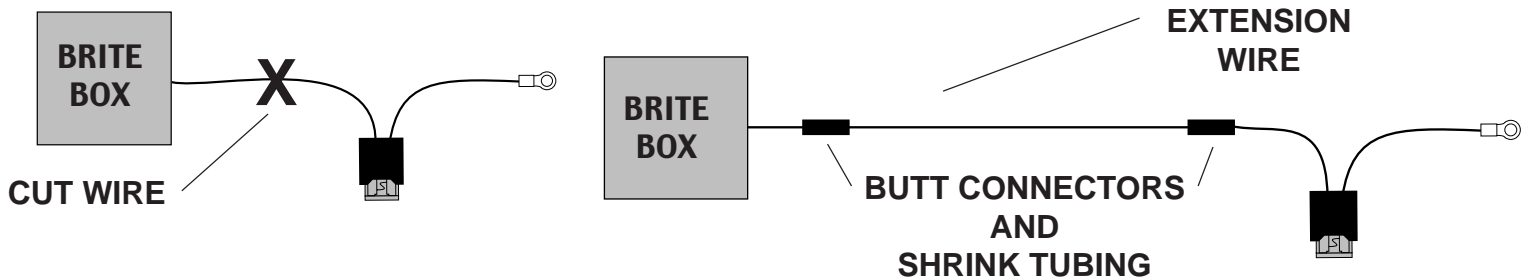 BRITE
BOX
X
CUT WIRE
EXTENSION
WIRE
BRITE
BOX
BUTT CONNECTORS
AND
SHRINK TUBING